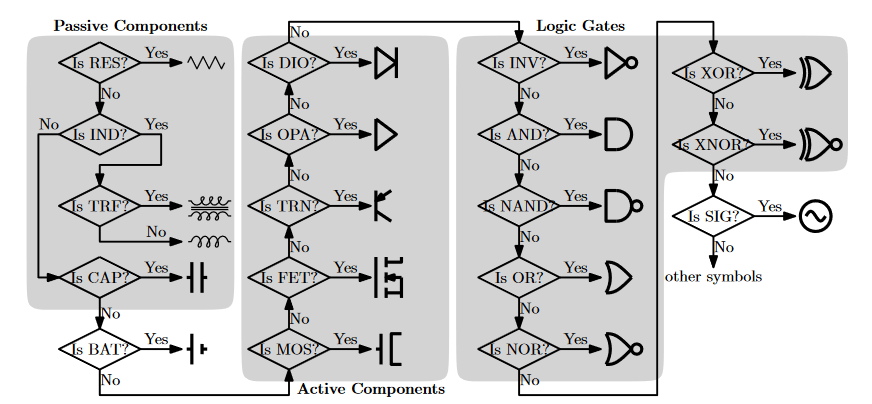 Passive Components
Is RES?
Yes
No
Is IND?
No
Yes
Is TRF?
Yes
No
Is CAP?
Yes
No
Is BAT?
Yes
No
Active Components
Is MOS?
Yes
No
Is FET?
Yes
No
Is TRN?
Yes
No
Is OPA?
Yes
No
Is DIO?
Yes
No
Logic Gates
Is INV?
Yes
No
Is AND?
Yes
No
Is NAND?
Yes
No
Is OR?
Yes
No
Is NOR?
Yes
No
Is XOR?
Yes
No
Is XNOR?
Yes
No
Is SIG?
Yes
No
other symbols